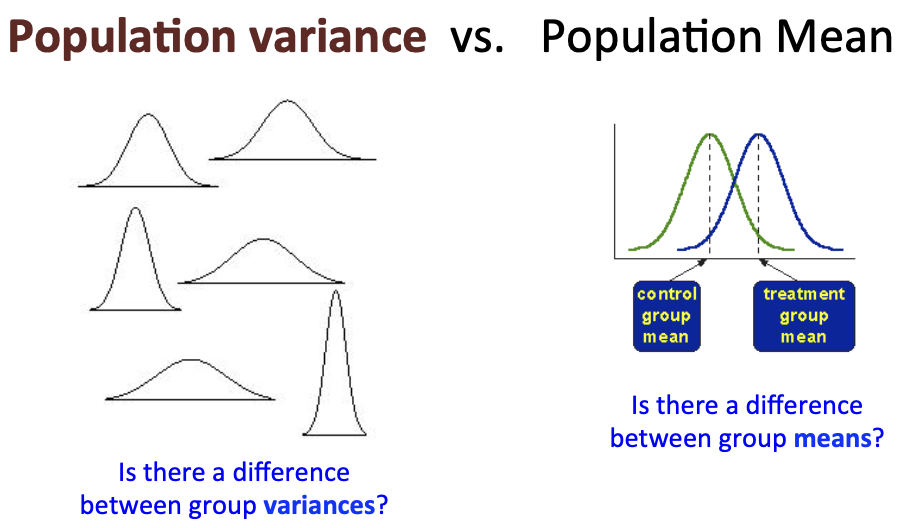 Population variance vs. Population Mean
control
group
mean
treatment
group
mean
Is there a difference
between group means?
Is there a difference
between group variances?